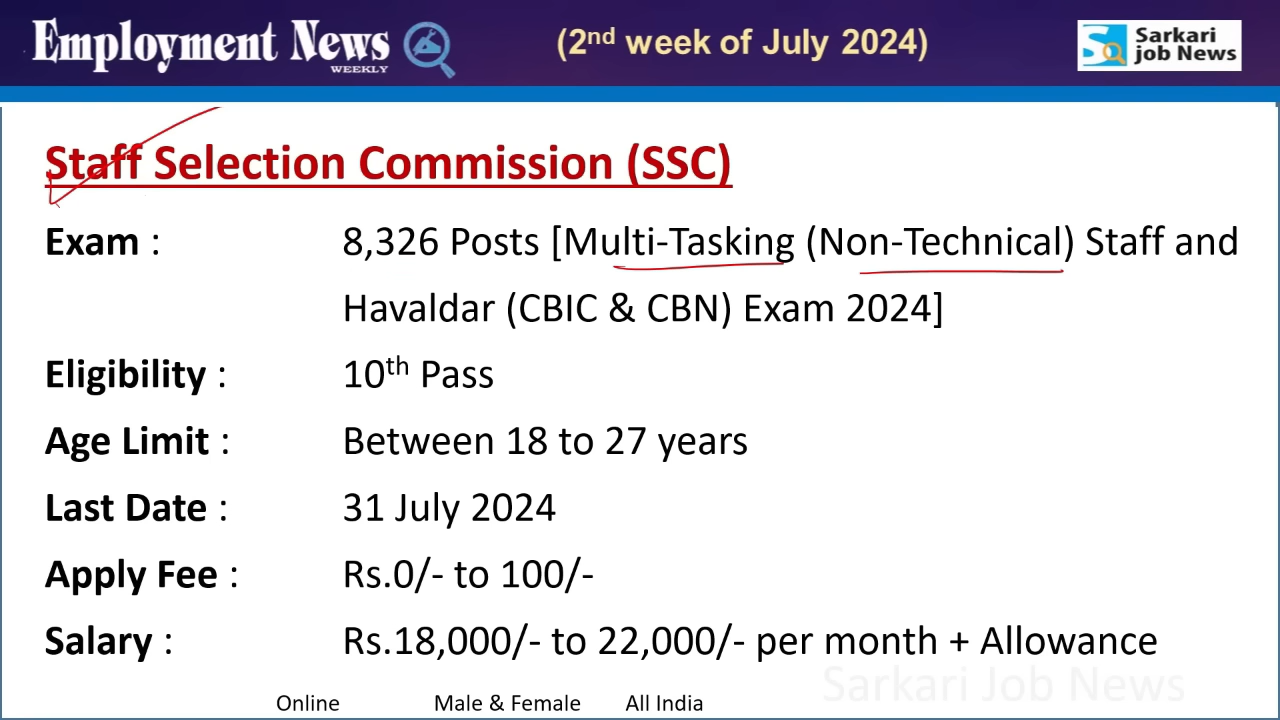 Employment News
WEEKLY
(2nd week of July 2024)
Sarkari
Job News
Staff Selection Commission (SSC)
Exam : 8,326 Posts [Multi-Tasking (Non-Technical) Staff and
Havaldar (CBIC & CBN) Exam 2024]
Eligibility : 10th Pass
Age Limit : Between 18 to 27 years
Last Date : 31 July 2024
Apply Fee : Rs.0/- to 100/-
Salary : Rs.18,000/- to 22,000/- per month + Allowance
Sarkari Job News
Online Male & Female All India